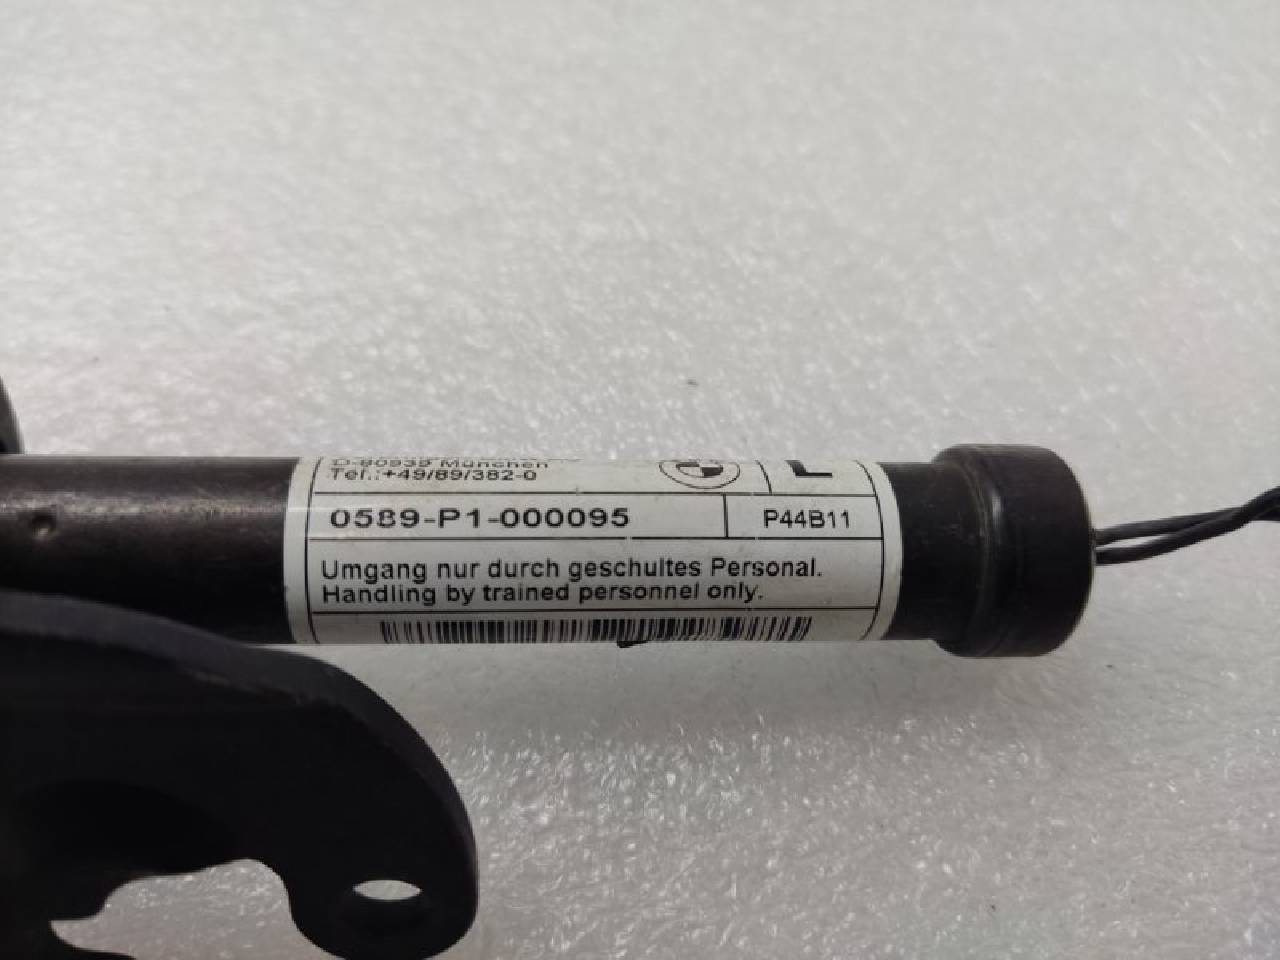 D-80939 München
Tel.:+49/89/382-0
L
0589-P1-000095
P44B11
Umgang nur durch geschultes Personal.
Handling by trained personnel only.